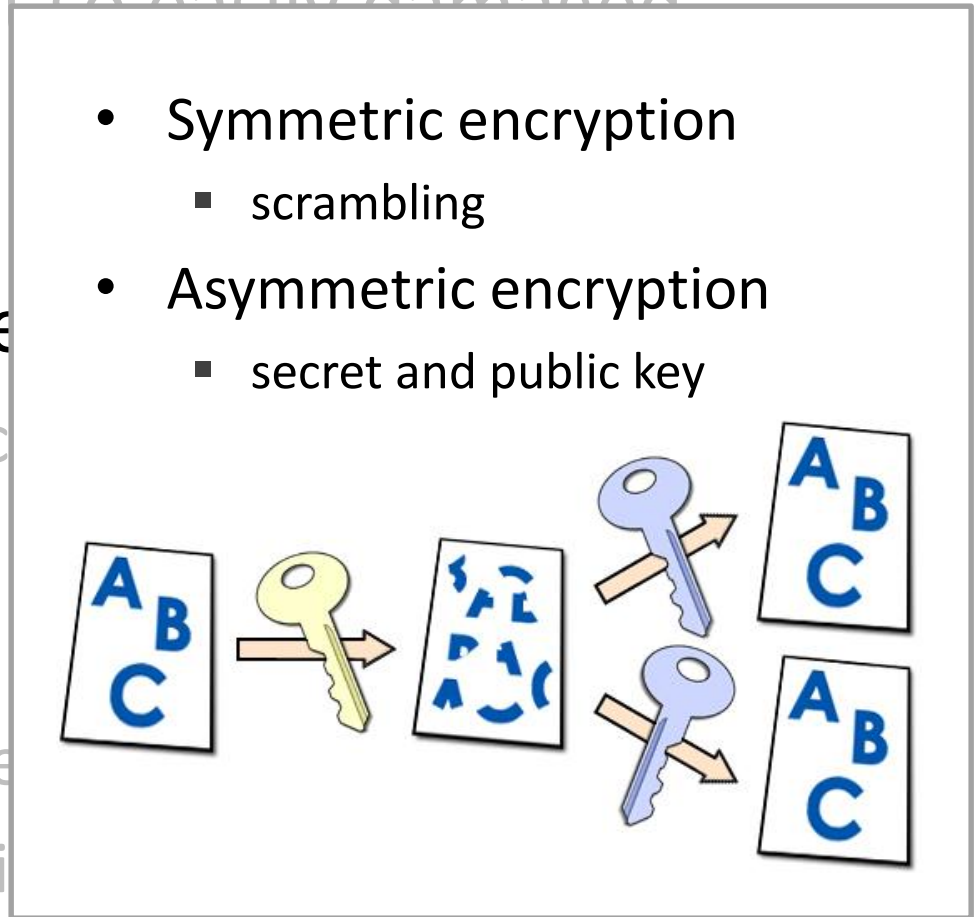 • Symmetric encryption
▪ scrambling
• Asymmetric encryption
▪ secret and public key
A B C
A B C
A B C